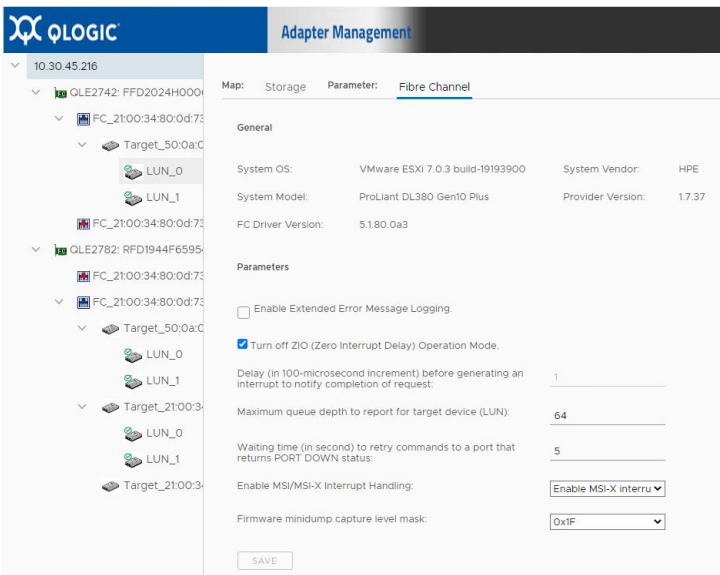 QLOGIC
Adapter Management
10.30.45.216
QLE2742: FFD2024H000
FC_21:00:34:80:0d:73
Target_50:0a:0
LUN_0
LUN_1
FC_21:00:34:80:0d:73
QLE2782: RFD1944F6595
FC_21:00:34:80:0d:73
FC_21:00:34:80:0d:73
Target_50:0a:0
LUN_0
LUN_1
Target_21:00:3
LUN_0
LUN_1
Target_21:00:3
Map: Storage Parameter: Fibre Channel
General
System OS: VMware ESXi 7.0.3 build-19193900 System Vendor: HPE
System Model: ProLiant DL380 Gen10 Plus Provider Version: 1.7.37
FC Driver Version: 5.1.80.0a3
Parameters
Enable Extended Error Message Logging.
Turn off ZIO (Zero Interrupt Delay) Operation Mode.
Delay (in 100-microsecond increment) before generating an
interrupt to notify completion of request: 1
Maximum queue depth to report for target device (LUN): 64
Waiting time (in second) to retry commands to a port that
returns PORT DOWN status: 5
Enable MSI/MSI-X Interrupt Handling: Enable MSI-X interru
Firmware minidump capture level mask: 0x1F
SAVE